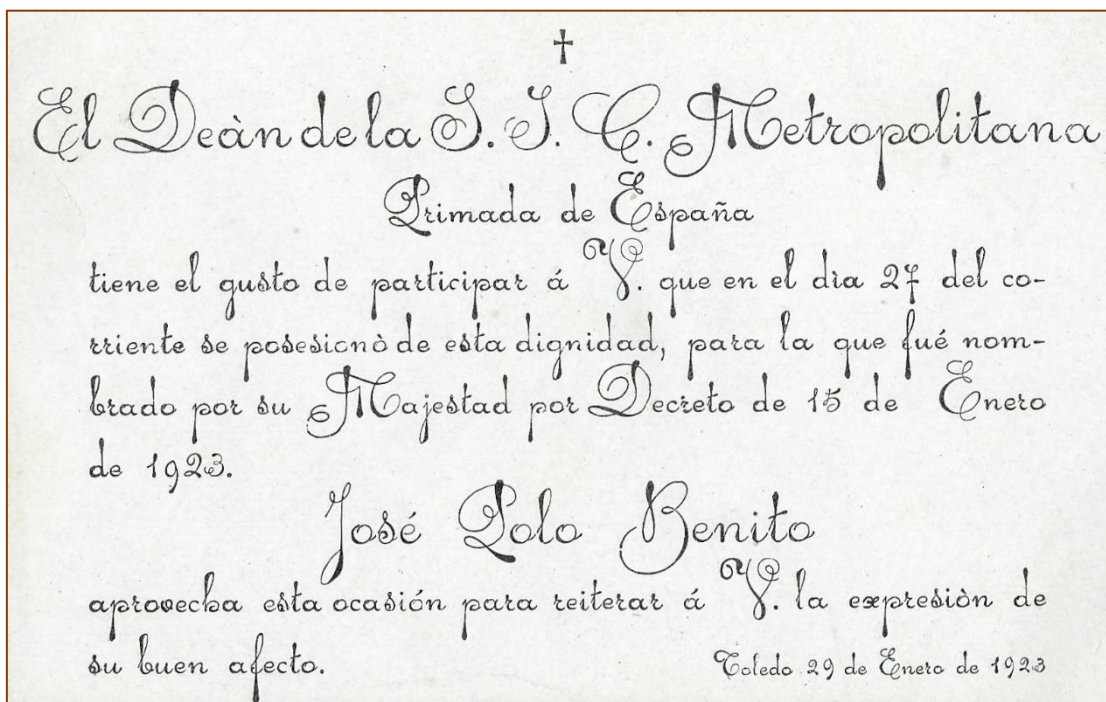 †
El Deàn de la S. I. C. Metropolitana
Primada de España
tiene el gusto de participar á V. que en el dìa 27 del co-
rriente se posesionò de esta dignidad, para la que fué nom-
brado por su Majestad por Decreto de 15 de Enero
de 1923.
José Polo Benito
aprovecha esta ocasión para reiterar á V. la expresiòn de
su buen afecto.
Toledo 29 de Enero de 1923